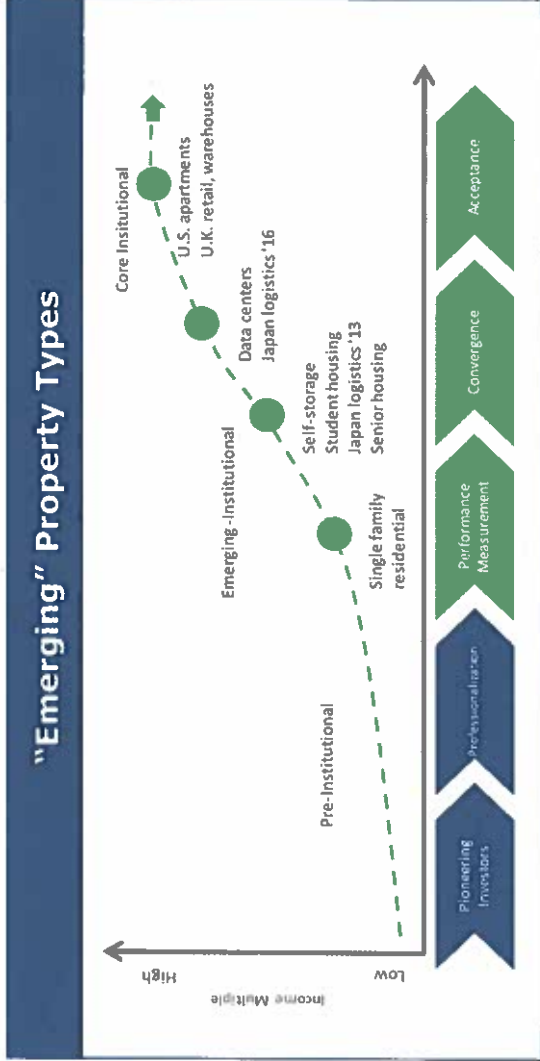 "Emerging" Property Types
Income Multiple
High
Low
Pre-Institutional
Emerging-Institutional
Core Insitutional
Single family
residential
Self-storage
Student housing
Japan logistics '13
Senior housing
Data centers
Japan logistics '16
U.S. apartments
U.K. retail, warehouses
Pioneering
Investors
Professionalization
Performance
Measurement
Convergence
Acceptance